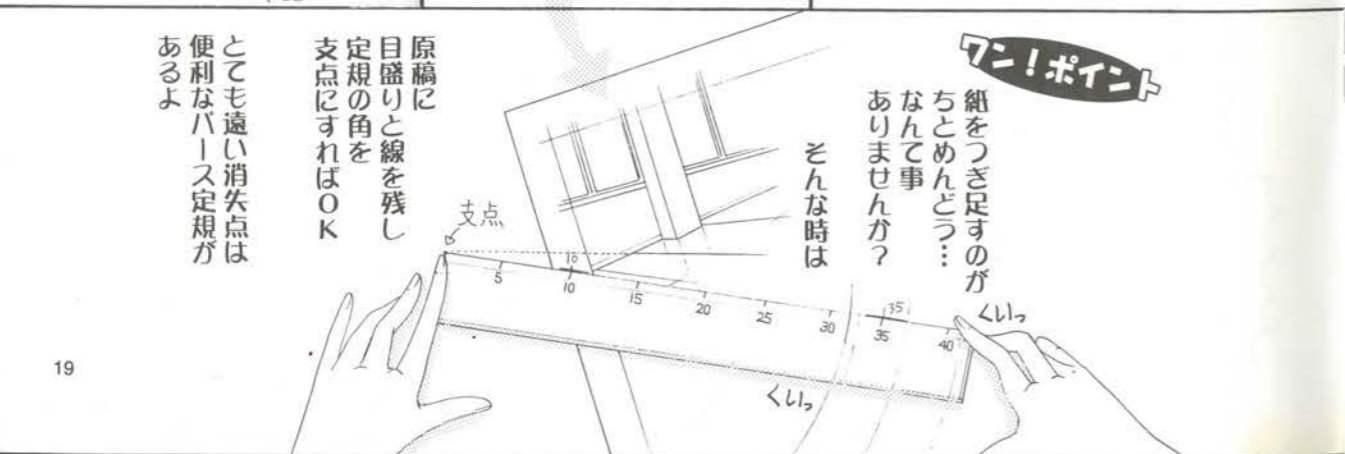 ワン!ポイント
紙をつぎ足すのが
ちとめんどう…
なんて事
ありませんか?
そんな時は
原稿に
目盛りと線を残し
定規の角を
支点にすればOK
とても遠い消失点は
便利なパース定規が
あるよ
支点
10
35
5
10
15
20
25
30
35
40
くいっ
くいっ
19